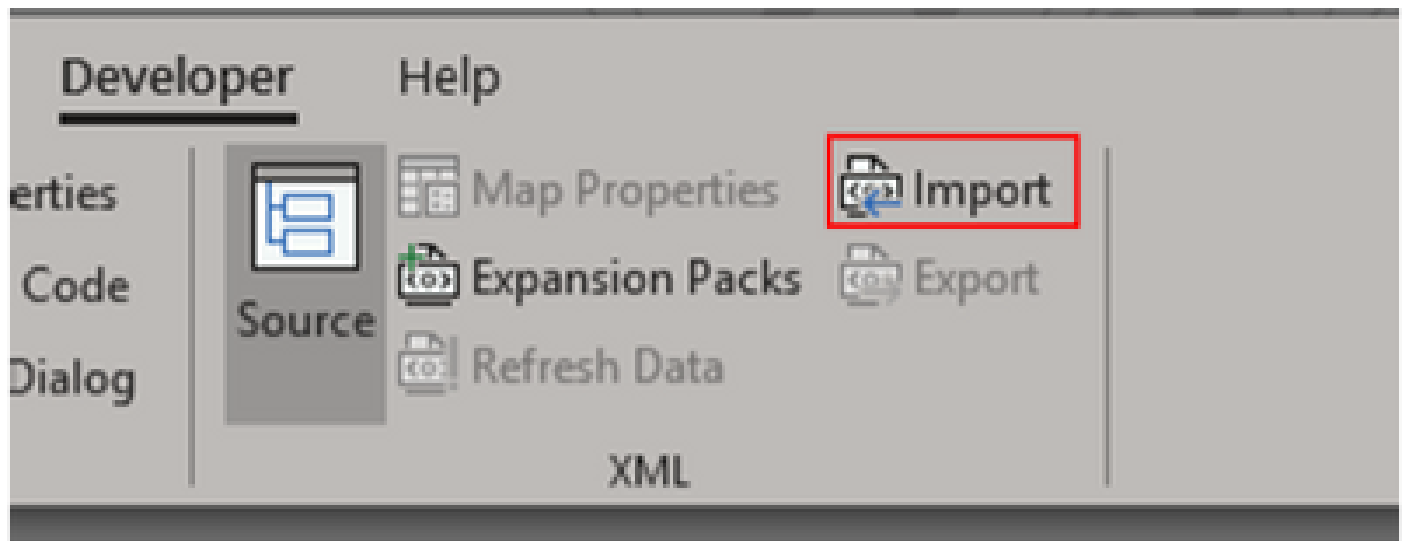 Developer Help
erties
Code
Dialog
Source
Map Properties
Expansion Packs
Refresh Data
Import
Export
XML